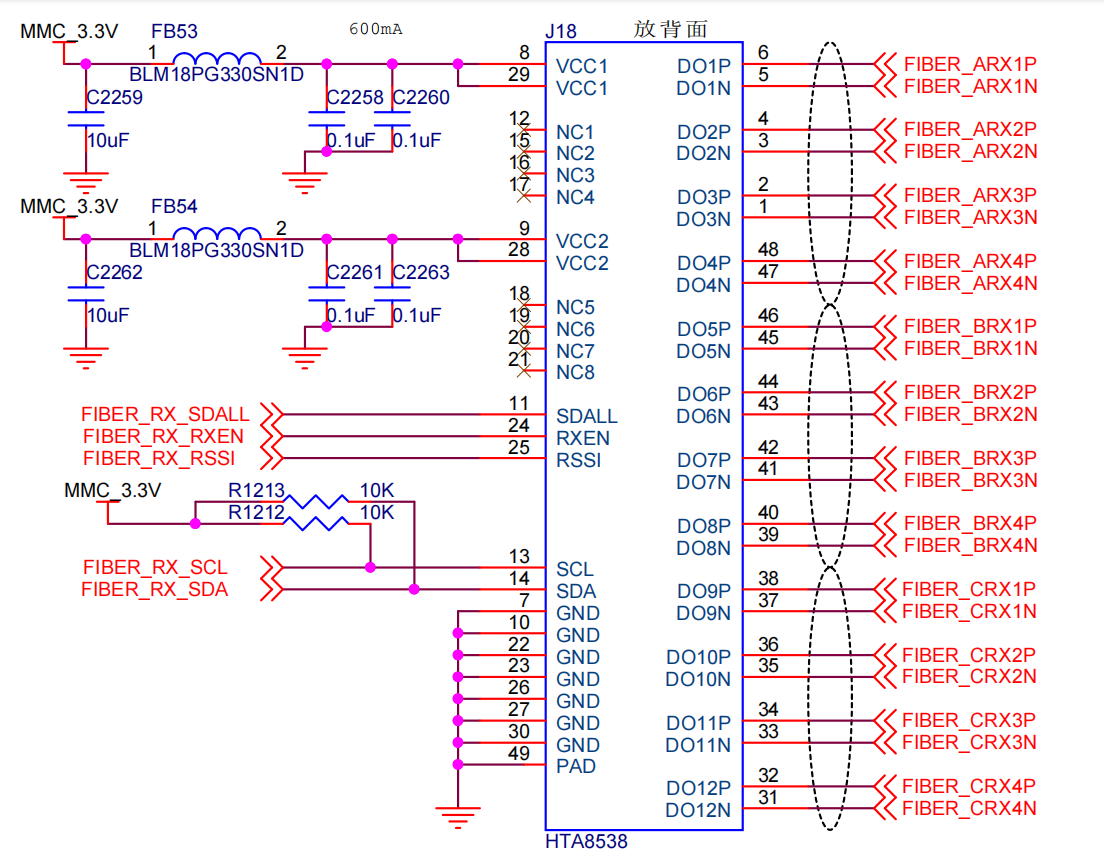 MMC_3.3V
FB53
600mA
J18
放背面
1
2
BLM18PG330SN1D
C2259
10uF
C2258
0.1uF
C2260
0.1uF
MMC_3.3V
FB54
1
2
BLM18PG330SN1D
C2262
10uF
C2261
0.1uF
C2263
0.1uF
8 VCC1
29 VCC1
12 NC1
15 NC2
16 NC3
17 NC4
9 VCC2
28 VCC2
18 NC5
19 NC6
20 NC7
21 NC8
FIBER_RX_SDALL 11 SDALL
FIBER_RX_RXEN 24 RXEN
FIBER_RX_RSSI 25 RSSI
MMC_3.3V
R1213 10K
R1212 10K
FIBER_RX_SCL 13 SCL
FIBER_RX_SDA 14 SDA
7 GND
10 GND
22 GND
23 GND
26 GND
27 GND
30 GND
49 PAD
DO1P 6 FIBER_ARX1P
DO1N 5 FIBER_ARX1N
DO2P 4 FIBER_ARX2P
DO2N 3 FIBER_ARX2N
DO3P 2 FIBER_ARX3P
DO3N 1 FIBER_ARX3N
DO4P 48 FIBER_ARX4P
DO4N 47 FIBER_ARX4N
DO5P 46 FIBER_BRX1P
DO5N 45 FIBER_BRX1N
DO6P 44 FIBER_BRX2P
DO6N 43 FIBER_BRX2N
DO7P 42 FIBER_BRX3P
DO7N 41 FIBER_BRX3N
DO8P 40 FIBER_BRX4P
DO8N 39 FIBER_BRX4N
DO9P 38 FIBER_CRX1P
DO9N 37 FIBER_CRX1N
DO10P 36 FIBER_CRX2P
DO10N 35 FIBER_CRX2N
DO11P 34 FIBER_CRX3P
DO11N 33 FIBER_CRX3N
DO12P 32 FIBER_CRX4P
DO12N 31 FIBER_CRX4N
HTA8538